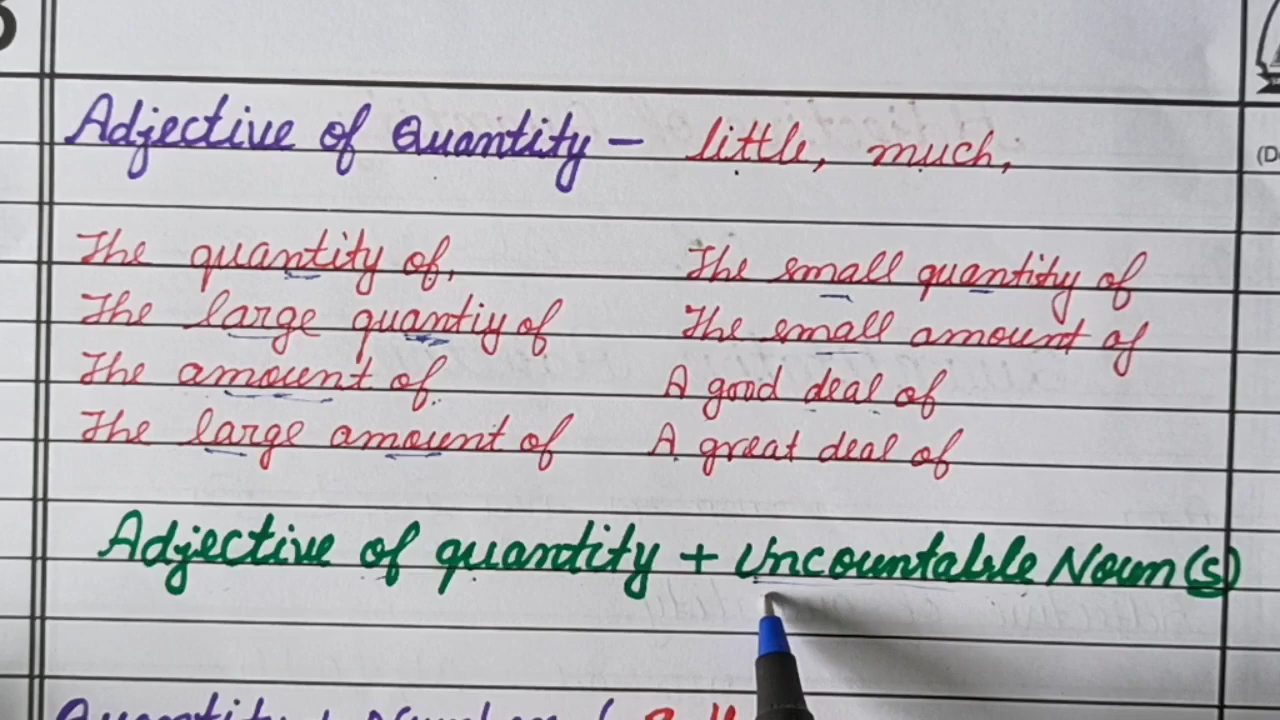 Adjective of Quantity - little, much,
The quantity of,
The small quantity of
The large quantiy of
The small amount of
The amount of
A good deal of
The large amount of
A great deal of
Adjective of quantity + Uncountable Noun (s)
Quantity